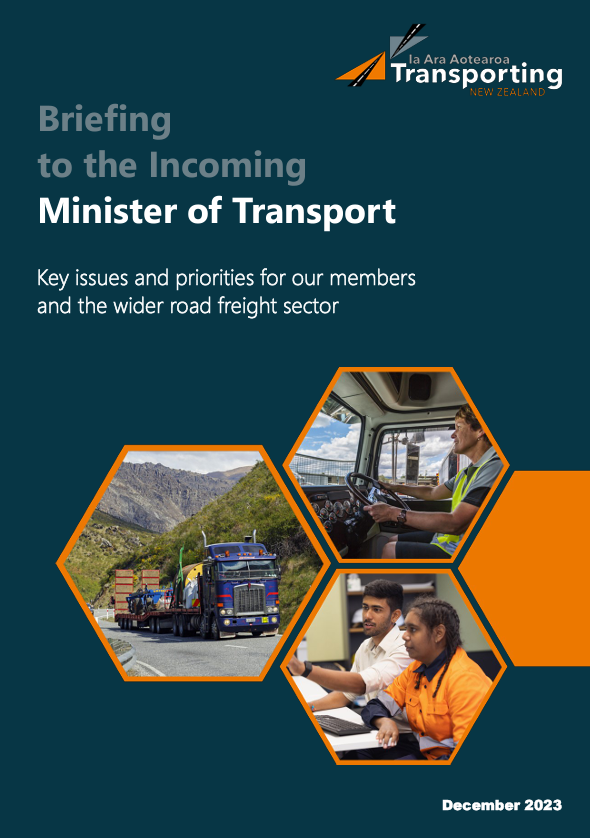 Ia Ara Aotearoa
Transporting
NEW ZEALAND
Briefing
to the Incoming
Minister of Transport
Key issues and priorities for our members
and the wider road freight sector
December 2023